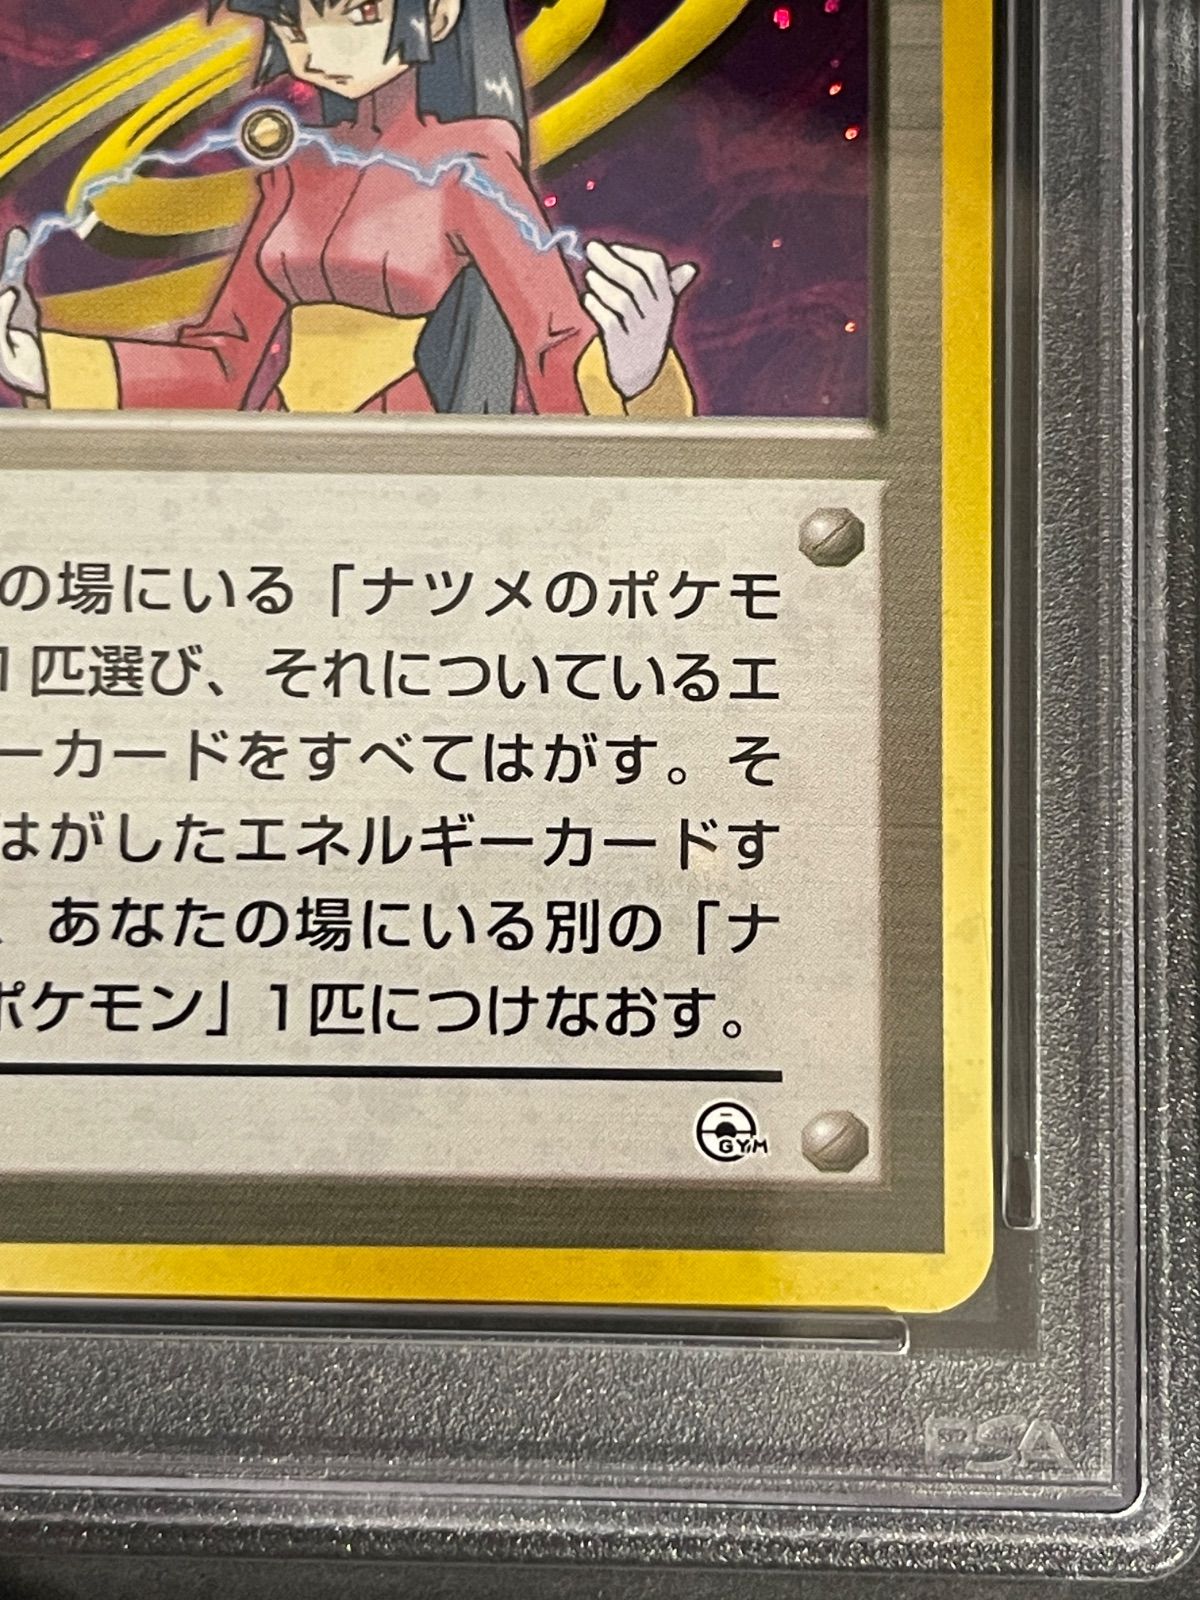 の場にいる「ナツメのポケモ
1匹選び、それについているエ
ーカードをすべてはがす。そ
はがしたエネルギーカードす
、あなたの場にいる別の「ナ
ポケモン」1匹につけなおす。
GYM
PSA